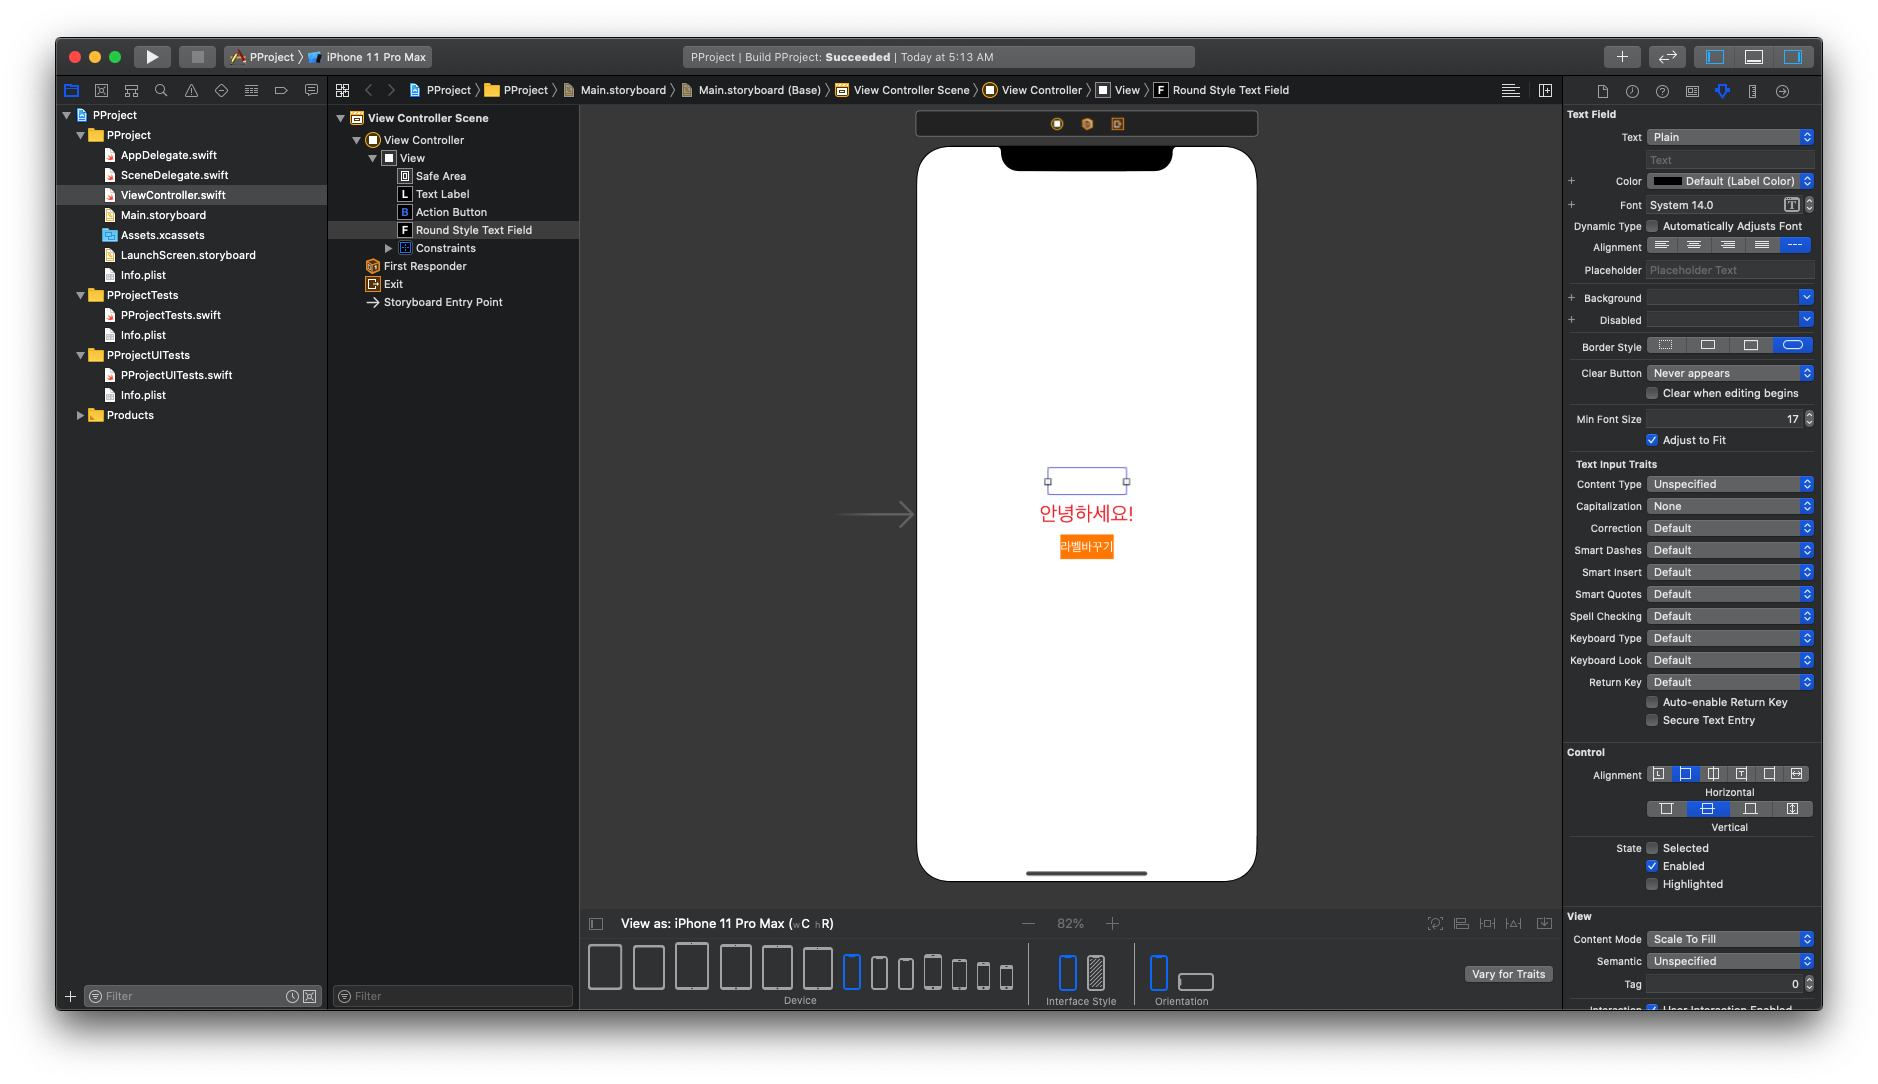 PProject iPhone 11 Pro Max
PProject | Build PProject: Succeeded | Today at 5:13 AM
PProject PProject Main.storyboard Main.storyboard (Base) View Controller Scene View Controller View F Round Style Text Field
PProject
PProject
AppDelegate.swift
SceneDelegate.swift
ViewController.swift
Main.storyboard
Assets.xcassets
LaunchScreen.storyboard
Info.plist
PProjectTests
PProjectTests.swift
Info.plist
PProjectUITests
PProjectUITests.swift
Info.plist
Products
Filter
View Controller Scene
View Controller
View
Safe Area
L Text Label
B Action Button
F Round Style Text Field
Constraints
First Responder
Exit
Storyboard Entry Point
Filter
안녕하세요!
라벨바꾸기
View as: iPhone 11 Pro Max (wC hR)
82%
Device
Interface Style
Orientation
Vary for Traits
Text Field
Text Plain
Text
Color Default (Label Color)
Font System 14.0
Dynamic Type Automatically Adjusts Font
Alignment
Placeholder Placeholder Text
Background
Disabled
Border Style
Clear Button Never appears
Clear when editing begins
Min Font Size 17
Adjust to Fit
Text Input Traits
Content Type Unspecified
Capitalization None
Correction Default
Smart Dashes Default
Smart Insert Default
Smart Quotes Default
Spell Checking Default
Keyboard Type Default
Keyboard Look Default
Return Key Default
Auto-enable Return Key
Secure Text Entry
Control
Alignment
Horizontal
Vertical
State Selected
Enabled
Highlighted
View
Content Mode Scale To Fill
Semantic Unspecified
Tag 0
Interaction User Interaction Enabled